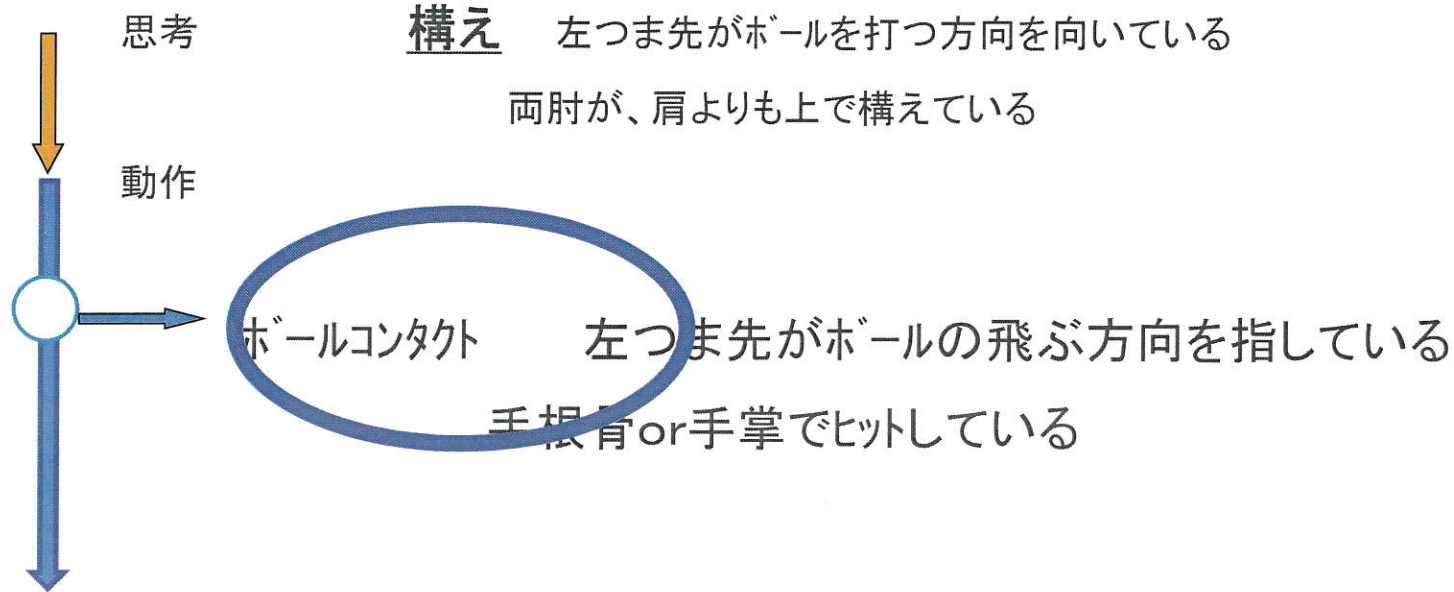 思考 構え 左つま先がボールを打つ方向を向いている
両肘が、肩よりも上で構えている
動作
ボールコンタクト 左つま先がボールの飛ぶ方向を指している
手根骨or手掌でヒットしている